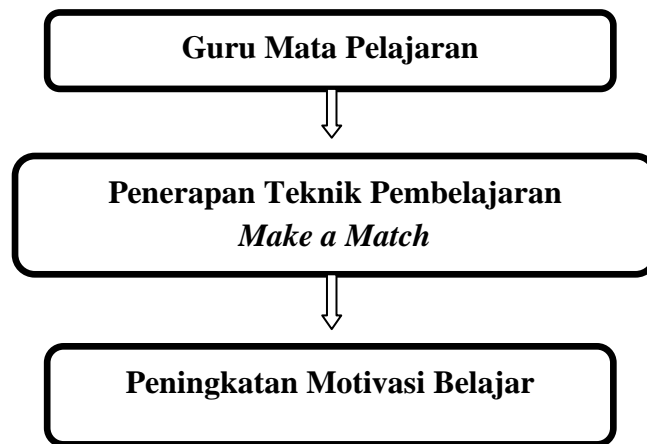 Guru Mata Pelajaran
Penerapan Teknik Pembelajaran
Make a Match
Peningkatan Motivasi Belajar